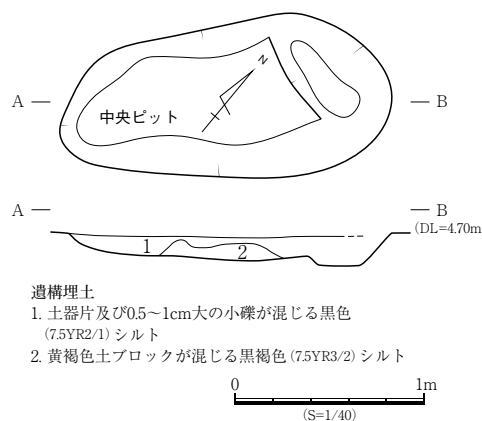 N
A
B
中央ピット
A
B
(DL=4.70m
1
2
遺構埋土
1. 土器片及び0.5〜1cm大の小礫が混じる黒色
(7.5YR2/1) シルト
2. 黄褐色土ブロックが混じる黒褐色 (7.5YR3/2) シルト
0 1m
(S=1/40)